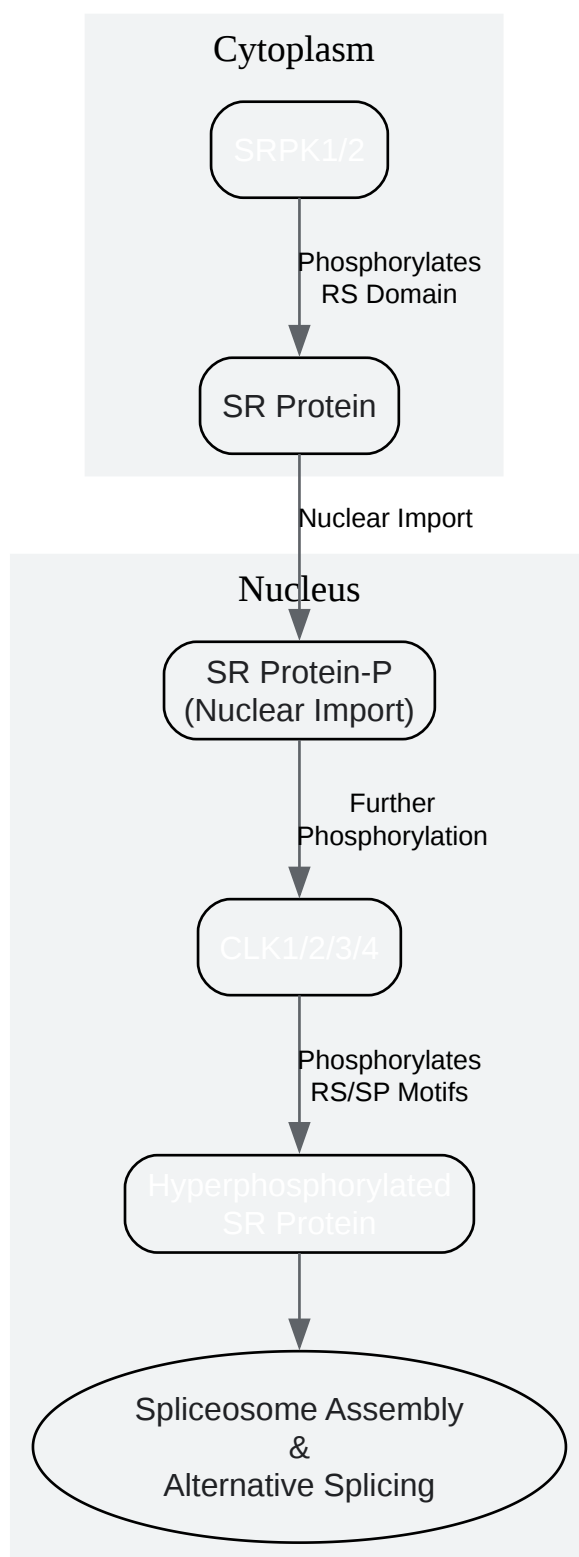 Cytoplasm
SRPK1/2
Phosphorylates
RS Domain
SR Protein
Nuclear Import
Nucleus
SR Protein-P
(Nuclear Import)
Further
Phosphorylation
CLK1/2/3/4
Phosphorylates
RS/SP Motifs
Hyperphosphorylated
SR Protein
Spliceosome Assembly
&
Alternative Splicing